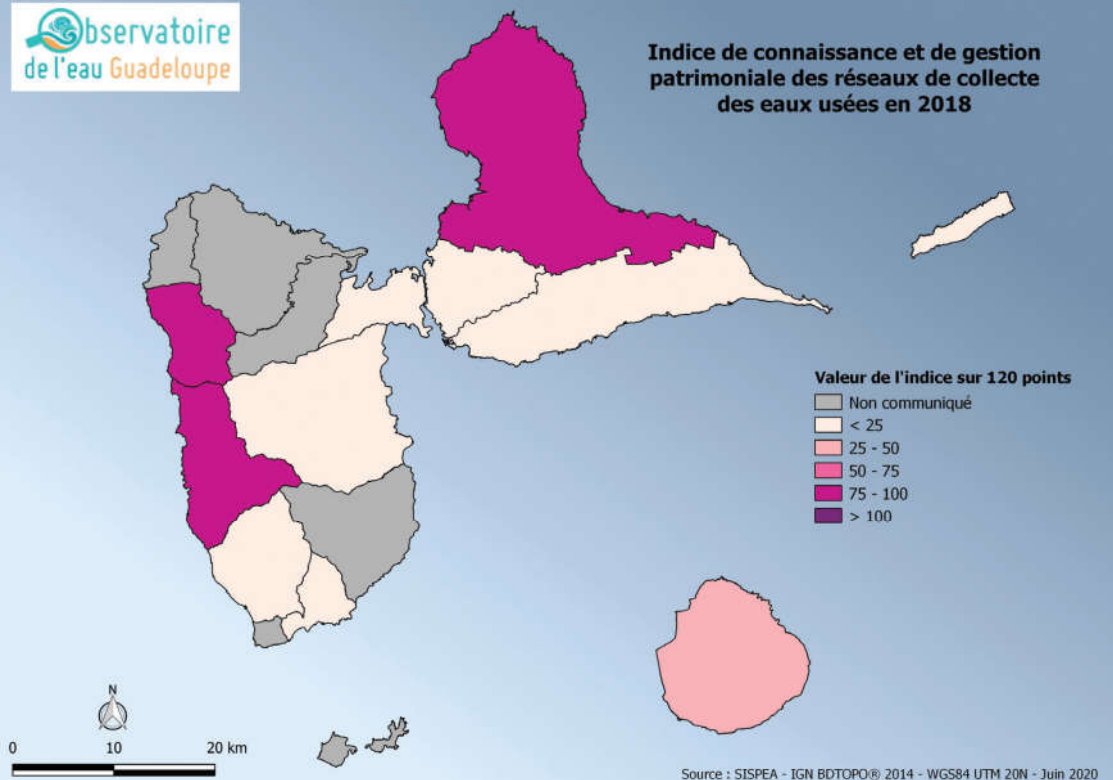 Observatoire
de l'eau Guadeloupe
Indice de connaissance et de gestion
patrimoniale des réseaux de collecte
des eaux usées en 2018
Valeur de l'indice sur 120 points
Non communiqué
< 25
25 - 50
50 - 75
75 - 100
> 100
N
0 10 20 km
Source : SISPEA - IGN BDTOPO® 2014 - WGS84 UTM 20N - Juin 2020